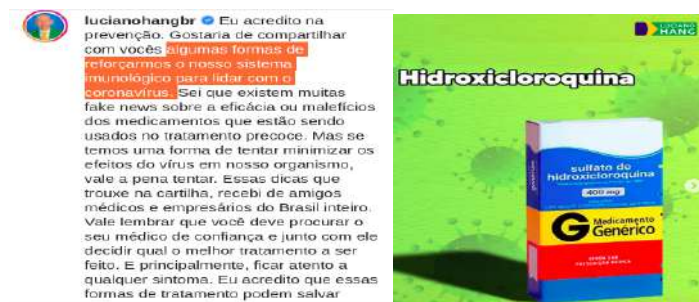 lucianohangbr Eu acredito na
prevenção. Gostaria de compartilhar
com vocês algumas formas de
reforçarmos o nosso sistema
imunológico para lidar com o
coronavírus. Sei que existem muitas
fake news sobre a eficácia ou malefícios
dos medicamentos que estão sendo
usados no tratamento precoce. Mas se
temos uma forma de tentar minimizar os
efeitos do vírus em nosso organismo,
vale a pena tentar. Essas dicas que
trouxe na cartilha, recebi de amigos
médicos e empresários do Brasil inteiro.
Vale lembrar que você deve procurar o
seu médico de confiança e junto com ele
decidir qual o melhor tratamento a ser
feito. E principalmente, ficar atento a
qualquer sintoma. Eu acredito que essas
formas de tratamento podem salvar
LUCIANO
HANG
Hidroxicloroquina
sulfato de
hidroxicloroquina
400 mg
G Medicamento
Genérico